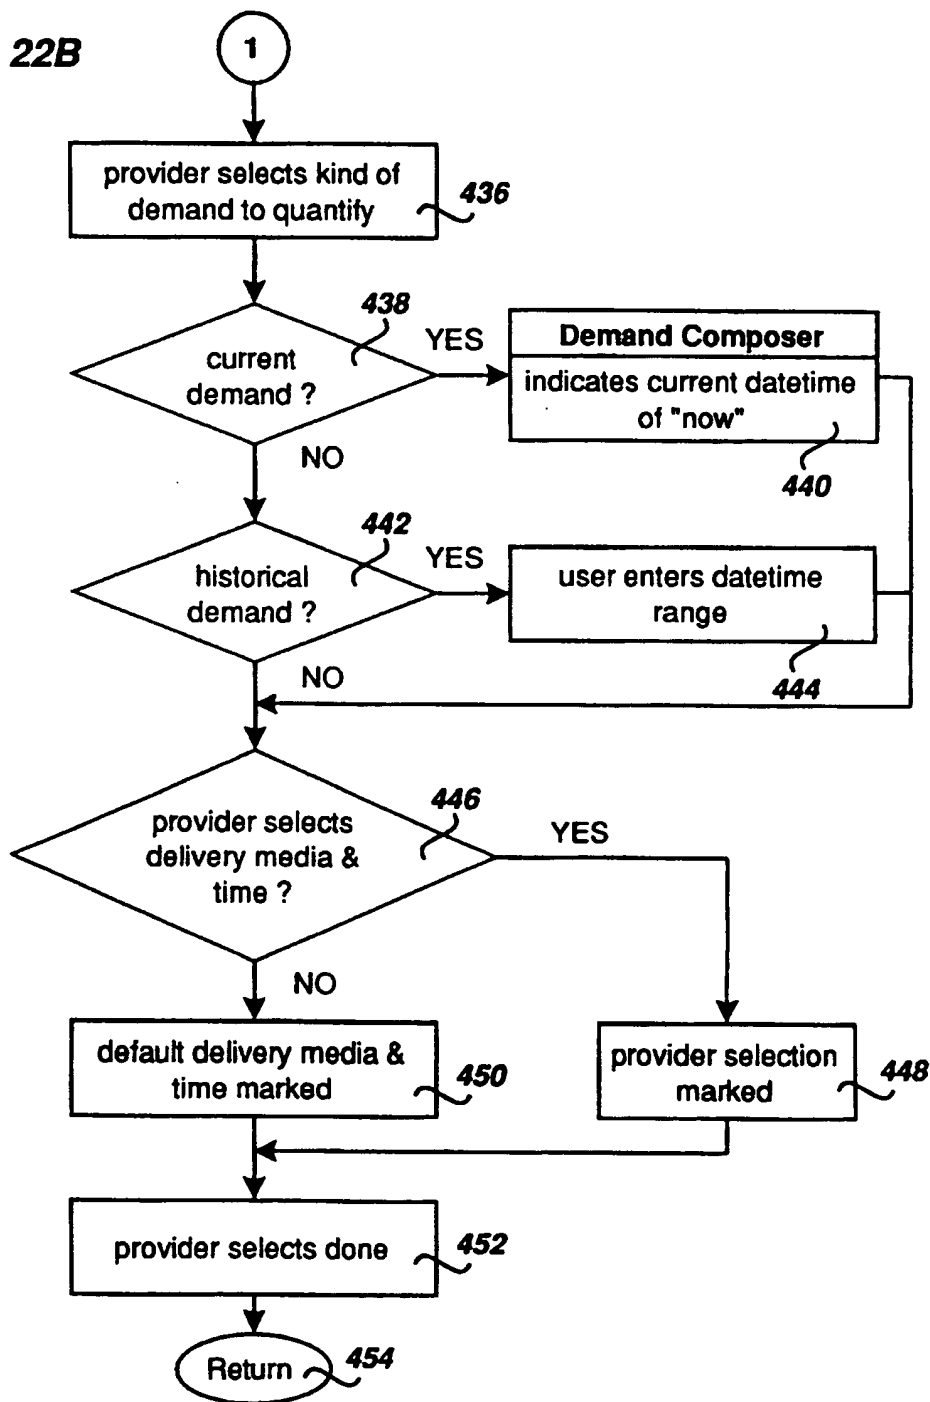 22B
1
provider selects kind of
demand to quantify
436
438
current
demand ?
YES
Demand Composer
indicates current datetime
of "now"
440
NO
442
historical
demand ?
YES
user enters datetime
range
444
NO
446
provider selects
delivery media &
time ?
YES
NO
default delivery media &
time marked
450
provider selection
marked
448
provider selects done
452
Return
454